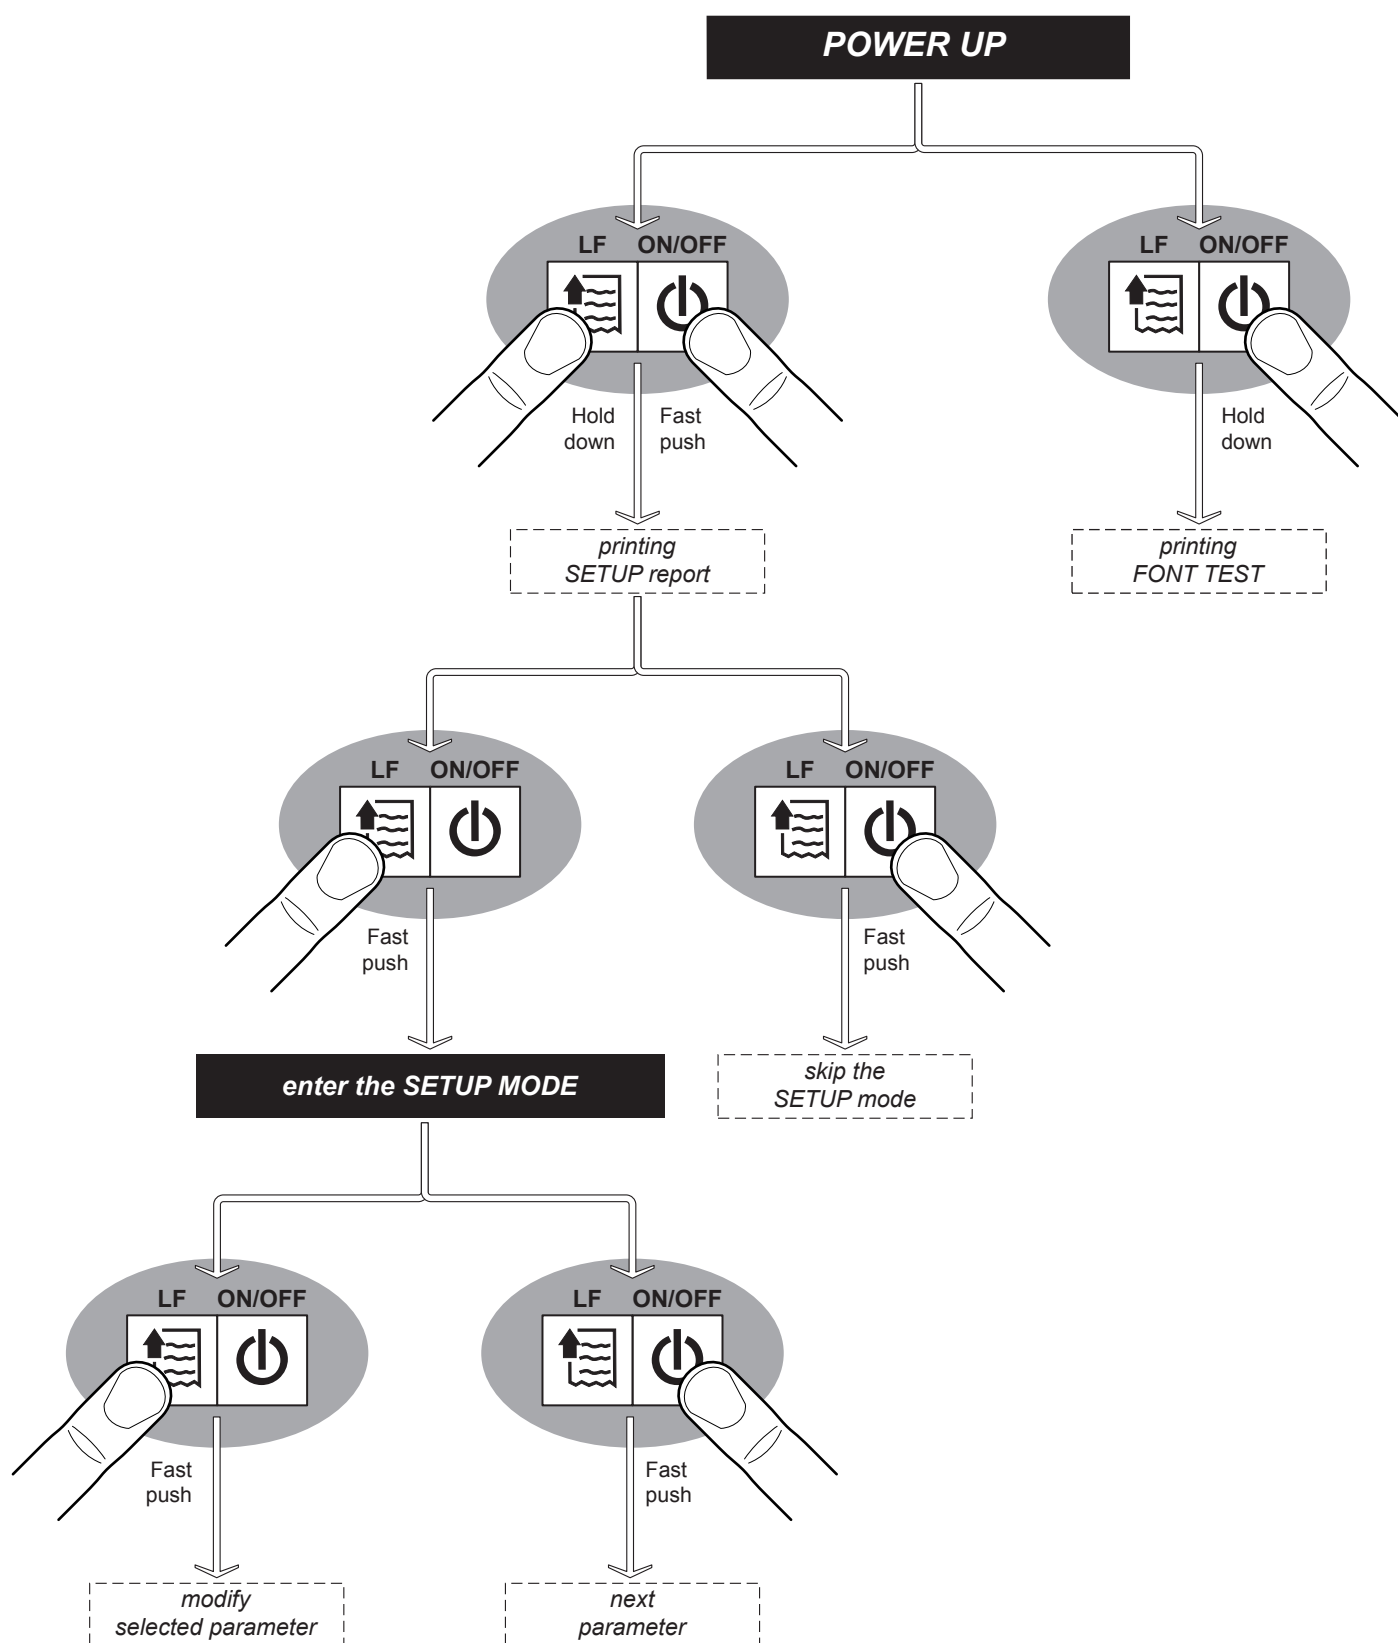 POWER UP
LF ON/OFF
LF ON/OFF
Hold
down
Fast
push
Hold
down
printing
SETUP report
printing
FONT TEST
LF ON/OFF
LF ON/OFF
Fast
push
Fast
push
enter the SETUP MODE
skip the
SETUP mode
LF ON/OFF
LF ON/OFF
Fast
push
Fast
push
modify
selected parameter
next
parameter